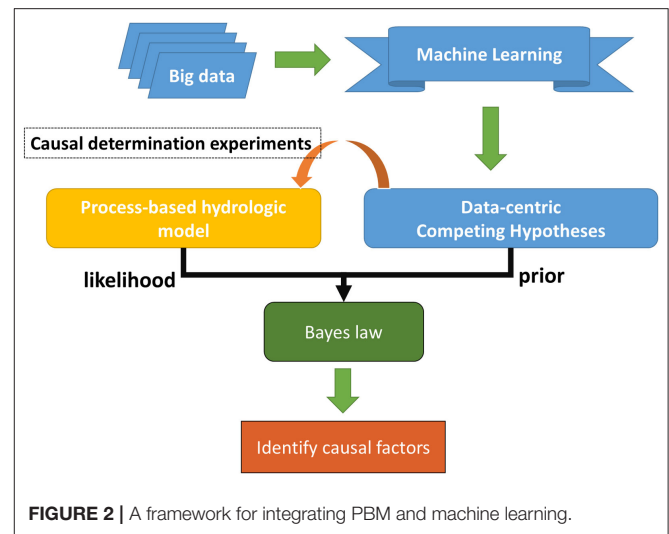 Big data
Machine Learning
Causal determination experiments
Process-based hydrologic
model
Data-centric
Competing Hypotheses
likelihood
prior
Bayes law
Identify causal factors
FIGURE 2 | A framework for integrating PBM and machine learning.